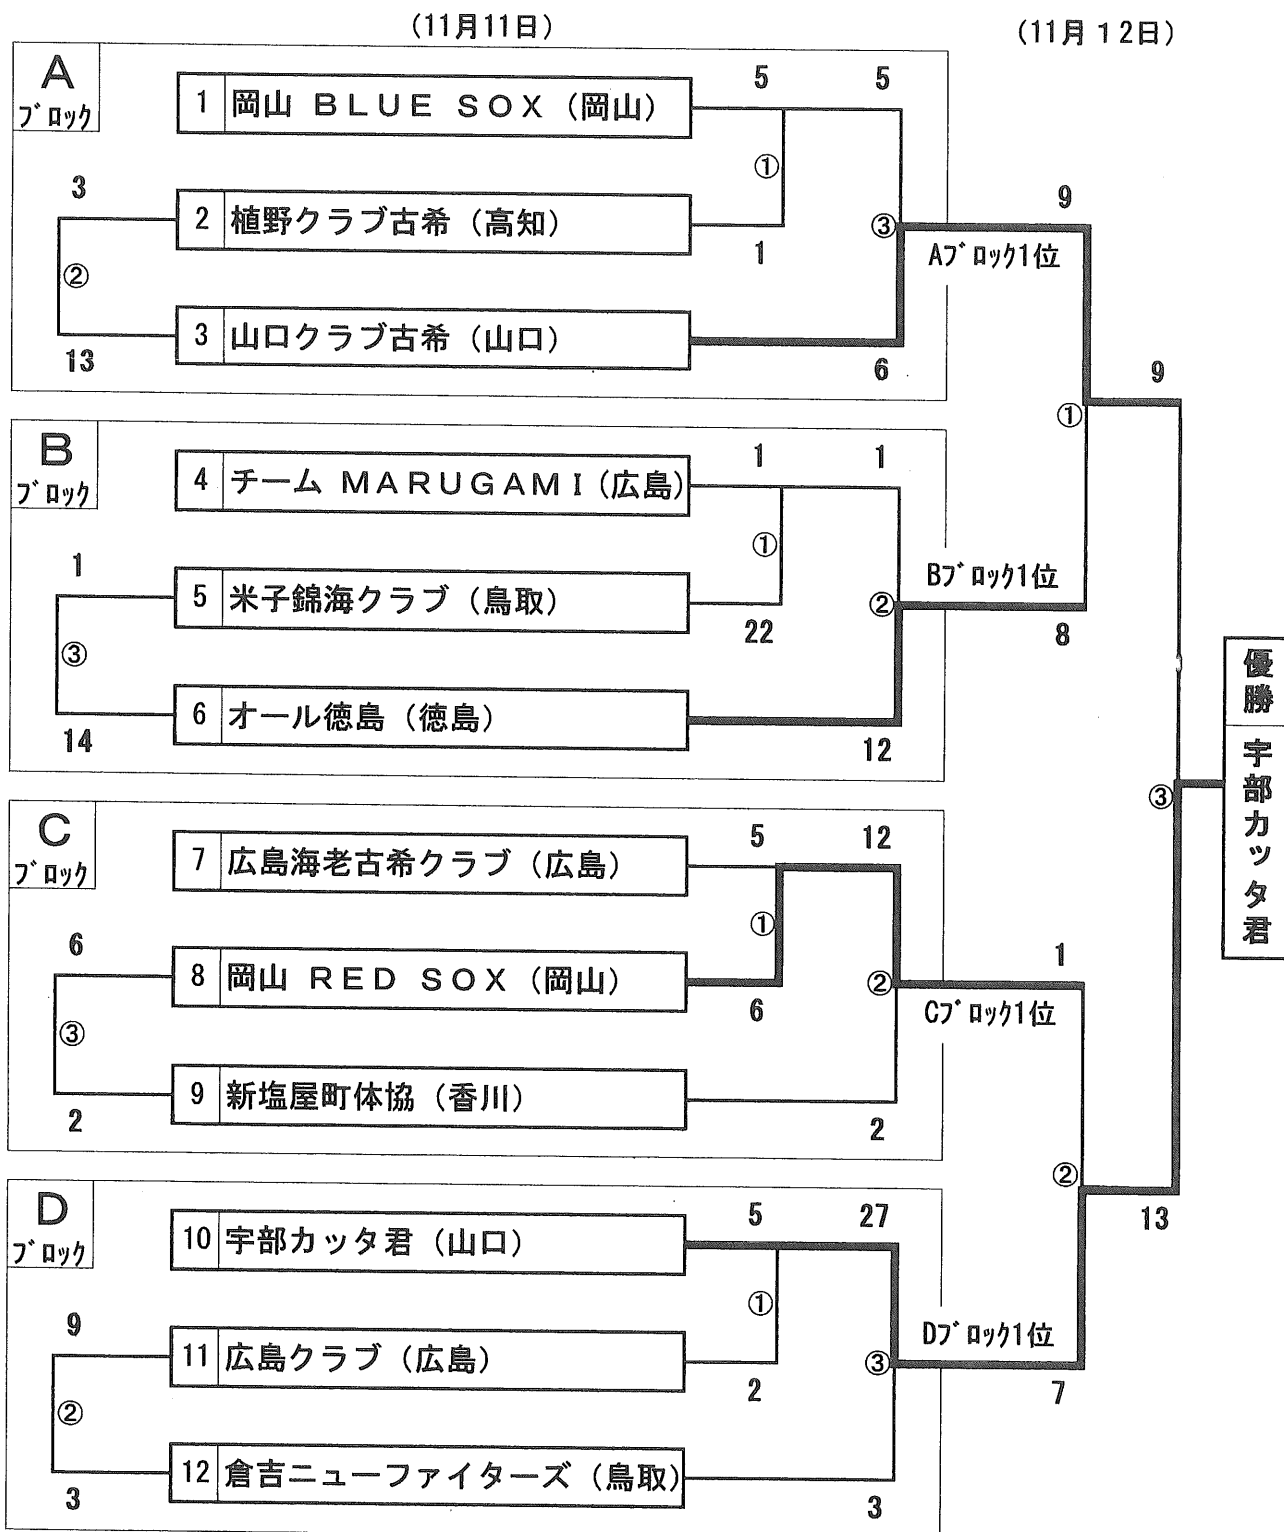 (11月11日)
(11月12日)
A
ブロック
1 岡山 BLUE SOX (岡山)
5
5
①
3
2 植野クラブ古希 (高知)
1
②
③
9
Aブロック1位
3 山口クラブ古希 (山口)
13
6
9
①
B
ブロック
4 チーム MARUGAMI (広島)
1
1
①
1
5 米子錦海クラブ (鳥取)
22
②
Bブロック1位
8
③
6 オール徳島 (徳島)
14
12
優勝
宇部カッタ君
③
C
ブロック
7 広島海老古希クラブ (広島)
5
12
①
6
8 岡山 RED SOX (岡山)
6
②
1
Cブロック1位
③
9 新塩屋町体協 (香川)
2
2
②
13
D
ブロック
10 宇部カッタ君 (山口)
5
27
①
9
11 広島クラブ (広島)
2
③
Dブロック1位
7
②
12 倉吉ニューファイターズ (鳥取)
3
3